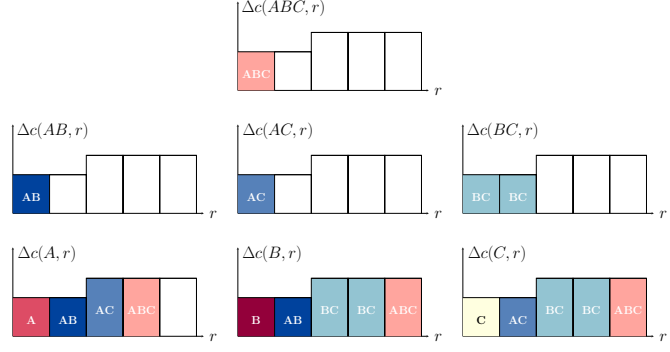 Δc(ABC, r)
ABC
r
Δc(AB, r) Δc(AC, r) Δc(BC, r)
AB AC BC BC
r r r
Δc(A, r) Δc(B, r) Δc(C, r)
A AB AC ABC B AB BC BC ABC C AC BC BC ABC
r r r